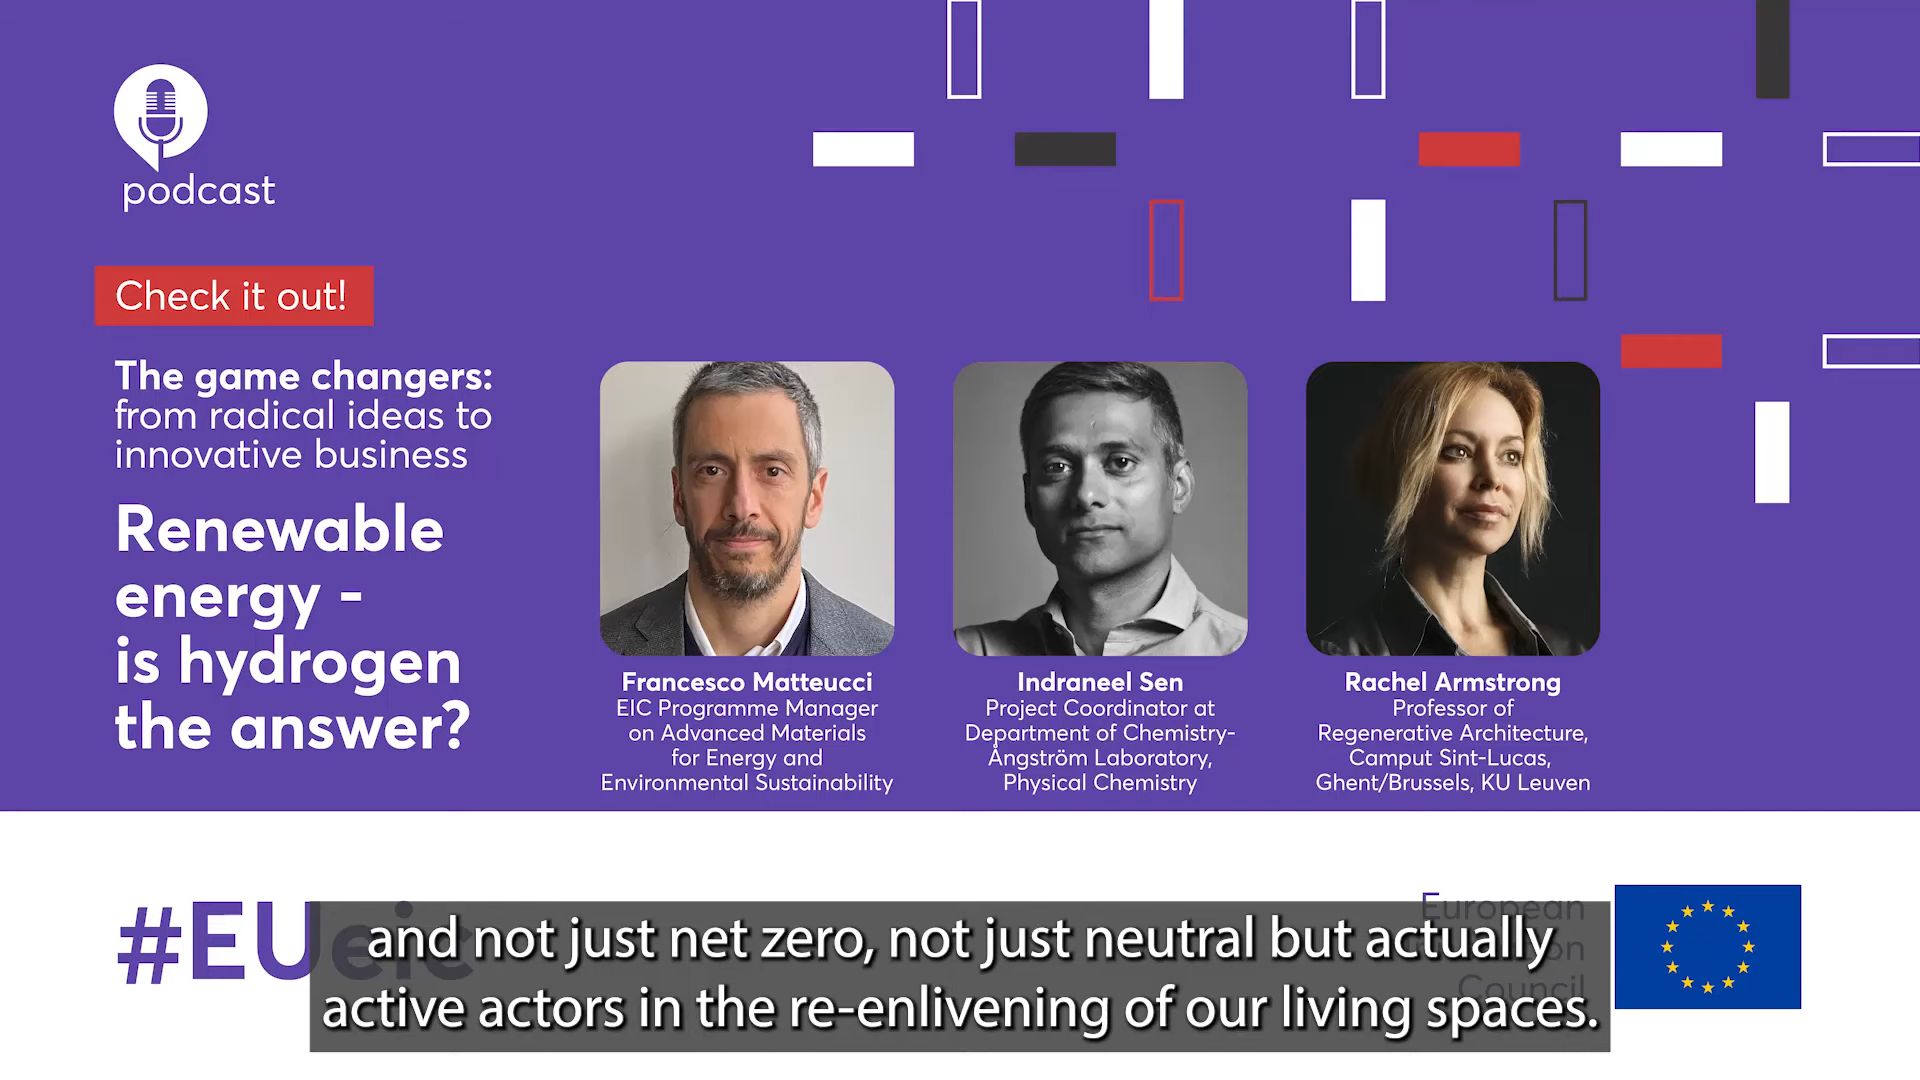 podcast
Check it out!
The game changers:
from radical ideas to
innovative business
Renewable
energy -
is hydrogen
the answer?
Francesco Matteucci
EIC Programme Manager
on Advanced Materials
for Energy and
Environmental Sustainability
Indraneel Sen
Project Coordinator at
Department of Chemistry-
Ångström Laboratory,
Physical Chemistry
Rachel Armstrong
Professor of
Regenerative Architecture,
Camput Sint-Lucas,
Ghent/Brussels, KU Leuven
#EUeic
European
Council
and not just net zero, not just neutral but actually
active actors in the re-enlivening of our living spaces.